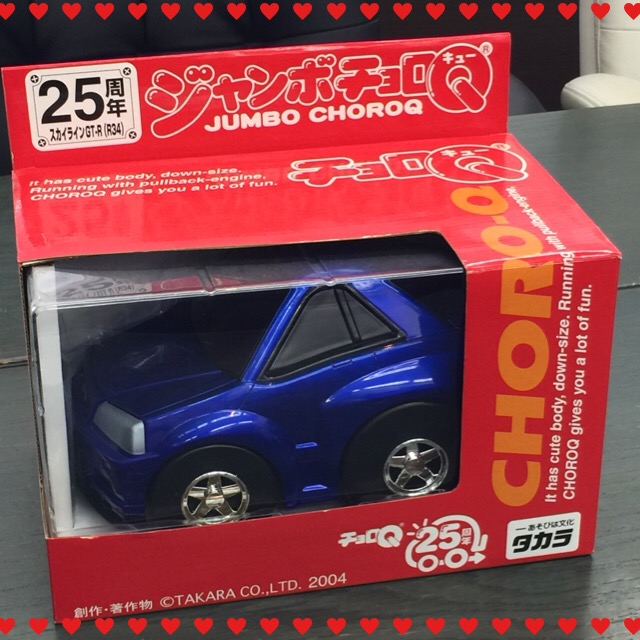 25周年
スカイラインGT-R (R34)
ジャンボチョロQ
キュー
®
JUMBO CHOROQ
It has cute body, down-size.
Running with pullback-engine.
CHOROQ gives you a lot of fun.
チョロQ
キュー
®
CHORO-Q
It has cute body, down-size. Running with pullback-engine.
CHOROQ gives you a lot of fun.
チョロQ
25周年
あそびは文化
タカラ
創作・著作物 ©TAKARA CO.,LTD. 2004